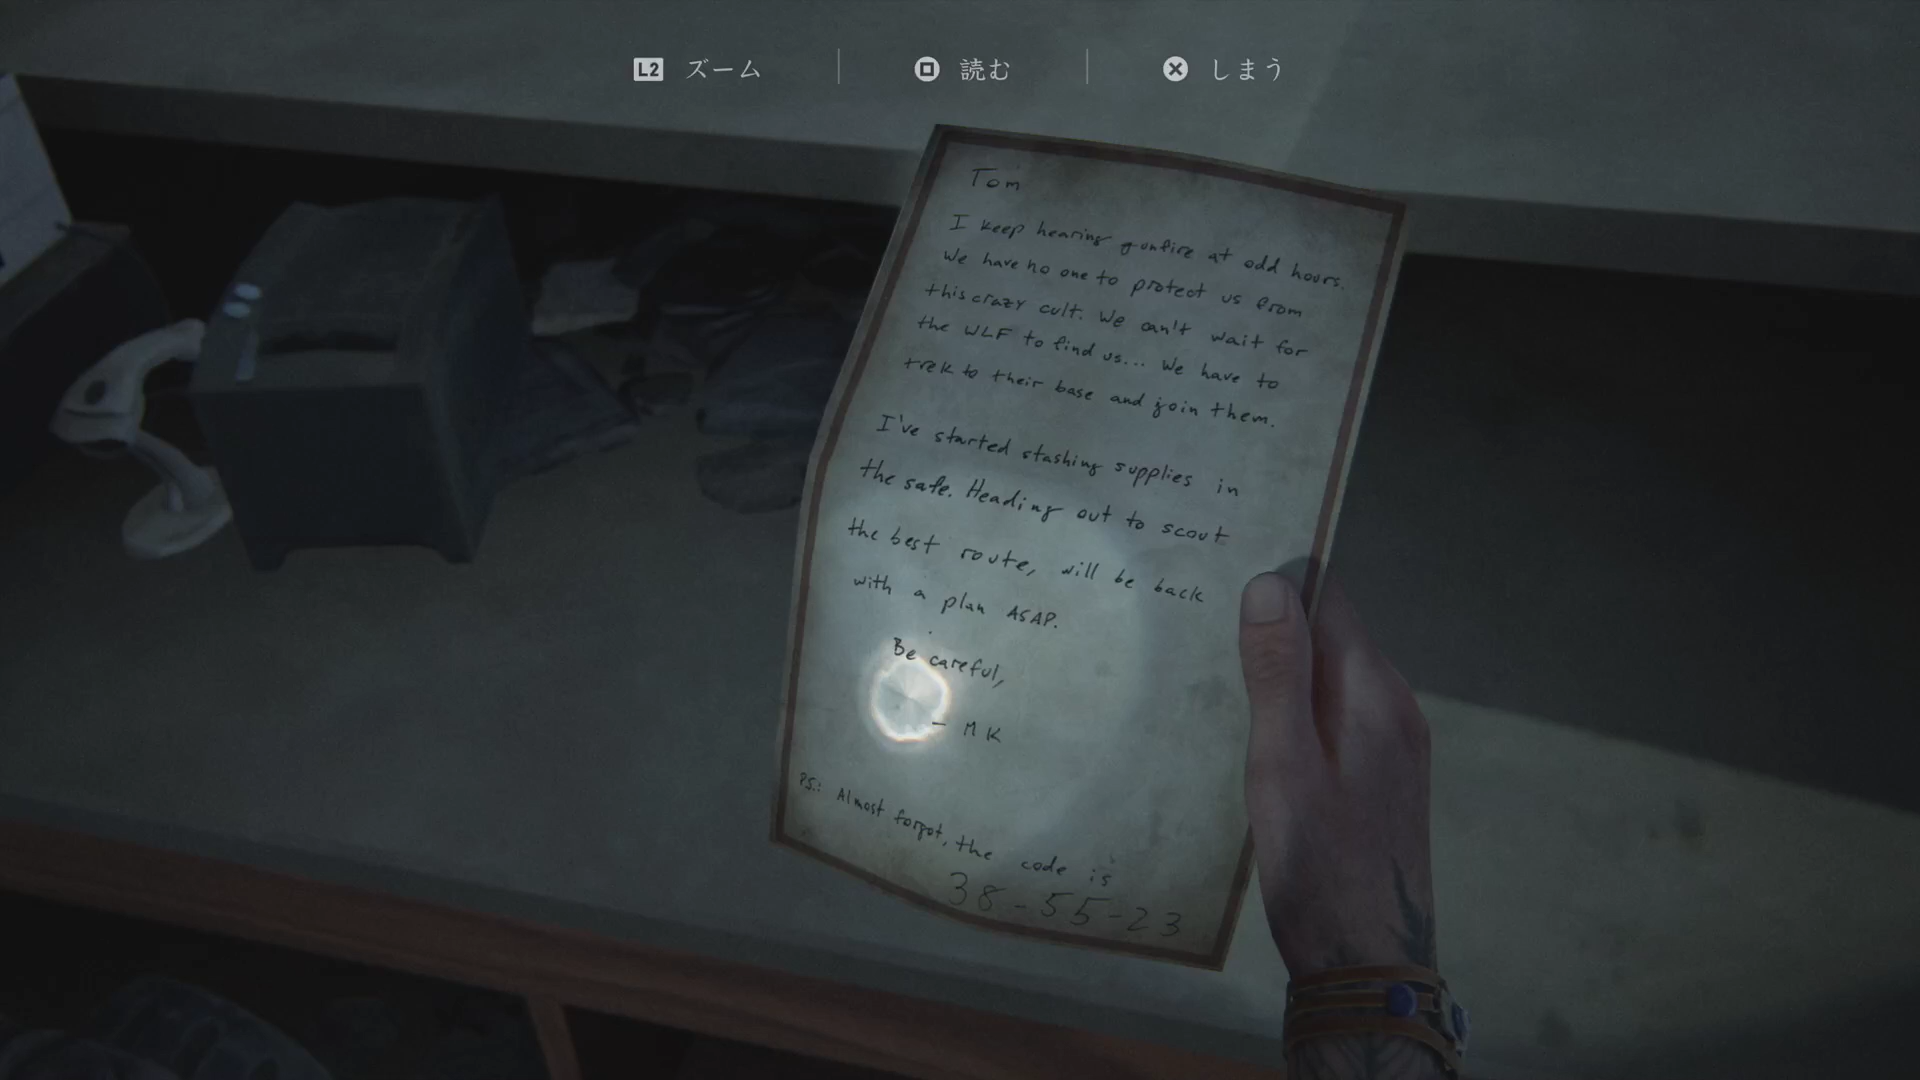 L2 ズーム 読む しまう
Tom
I keep hearing gunfire at odd hours.
We have no one to protect us from
this crazy cult. We can't wait for
the WLF to find us... We have to
trek to their base and join them.
I've started stashing supplies in
the safe. Heading out to scout
the best route, will be back
with a plan ASAP.
Be careful,
- MK
PS.: Almost forgot, the code is
38-55-23